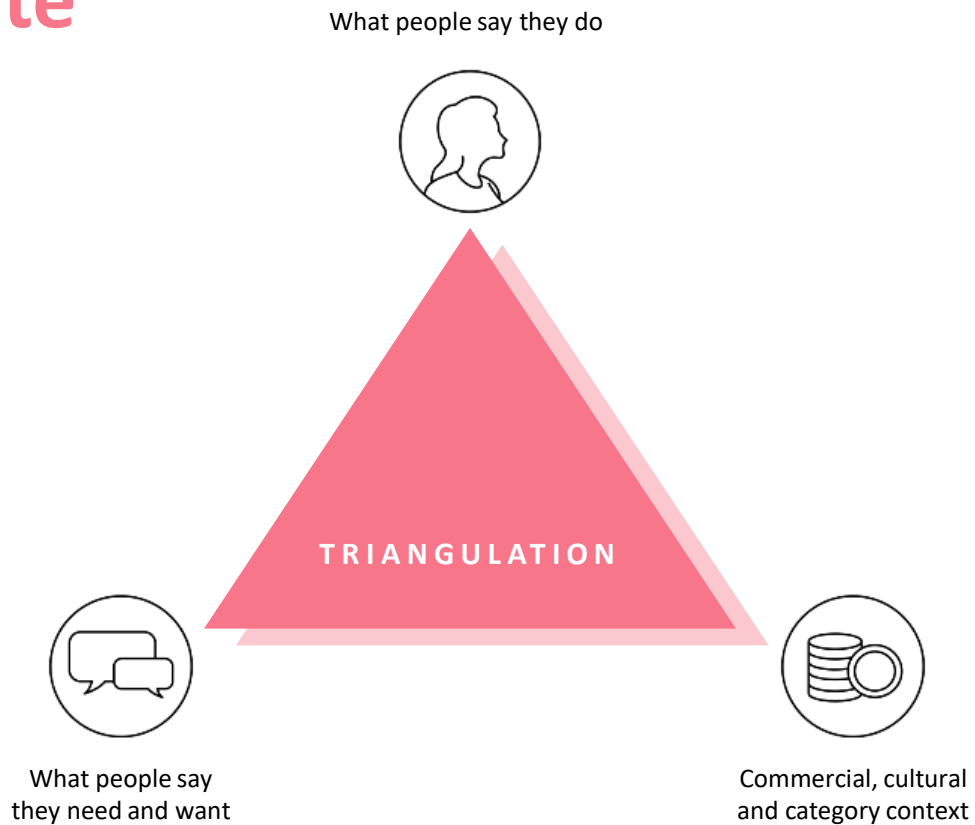 te
What people say they do
TRIANGULATION
What people say
they need and want
Commercial, cultural
and category context